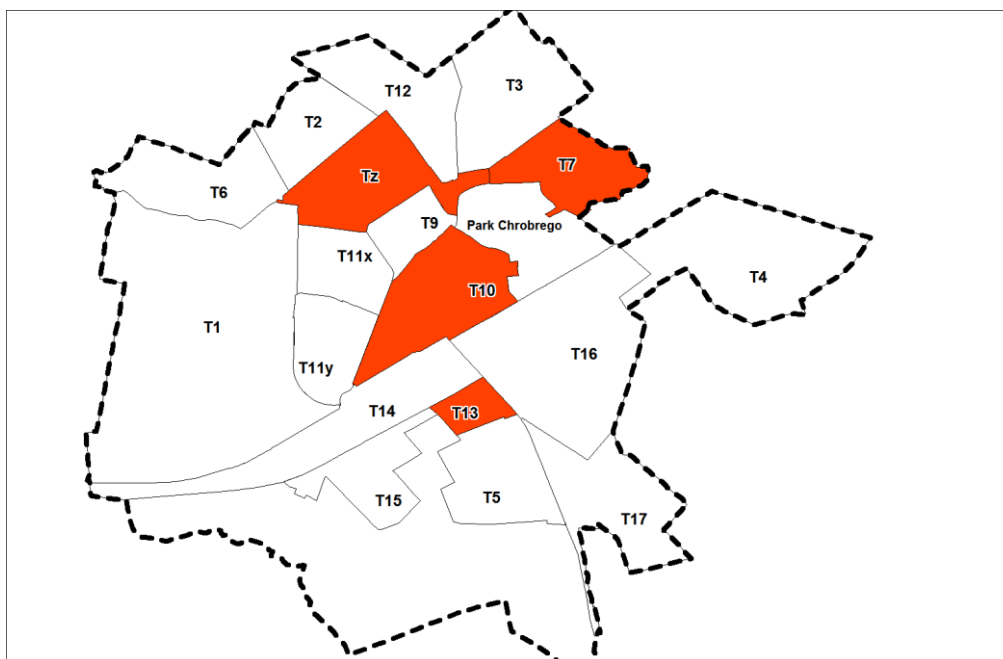 T12
T3
T2
Tz
T7
T6
T9
Park Chrobrego
T11x
T4
T10
T1
T16
T11y
T14
T13
T15
T5
T17